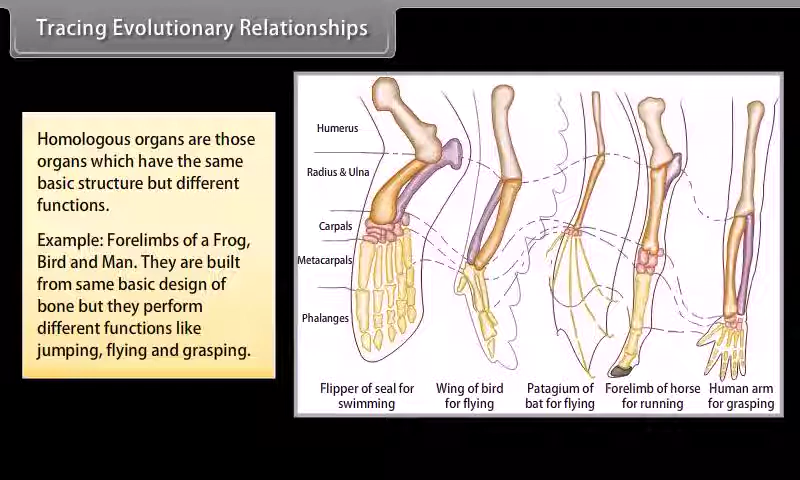 Tracing Evolutionary Relationships
Homologous organs are those
organs which have the same
basic structure but different
functions.
Example: Forelimbs of a Frog,
Bird and Man. They are built
from same basic design of
bone but they perform
different functions like
jumping, flying and grasping.
Humerus
Radius & Ulna
Carpals
Metacarpals
Phalanges
Flipper of seal for
swimming
Wing of bird
for flying
Patagium of
bat for flying
Forelimb of horse
for running
Human arm
for grasping